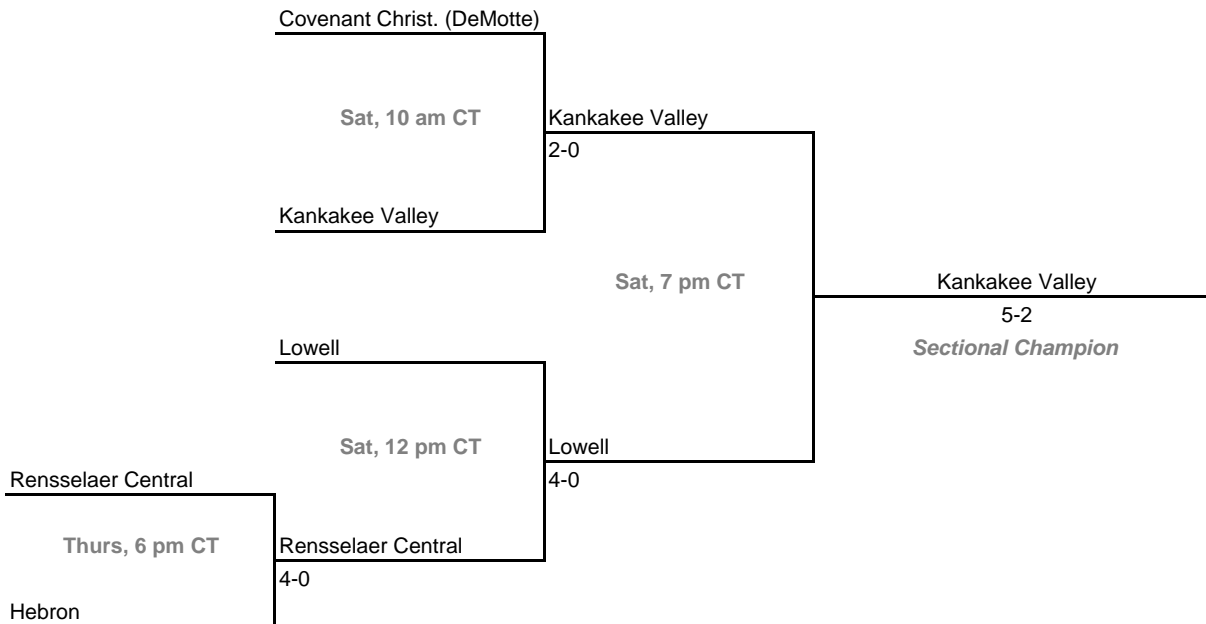 Covenant Christ. (DeMotte)
Sat, 10 am CT
Kankakee Valley
2-0
Kankakee Valley
Sat, 7 pm CT
Kankakee Valley
5-2
Sectional Champion
Lowell
Sat, 12 pm CT
Lowell
4-0
Rensselaer Central
Thurs, 6 pm CT
Rensselaer Central
4-0
Hebron